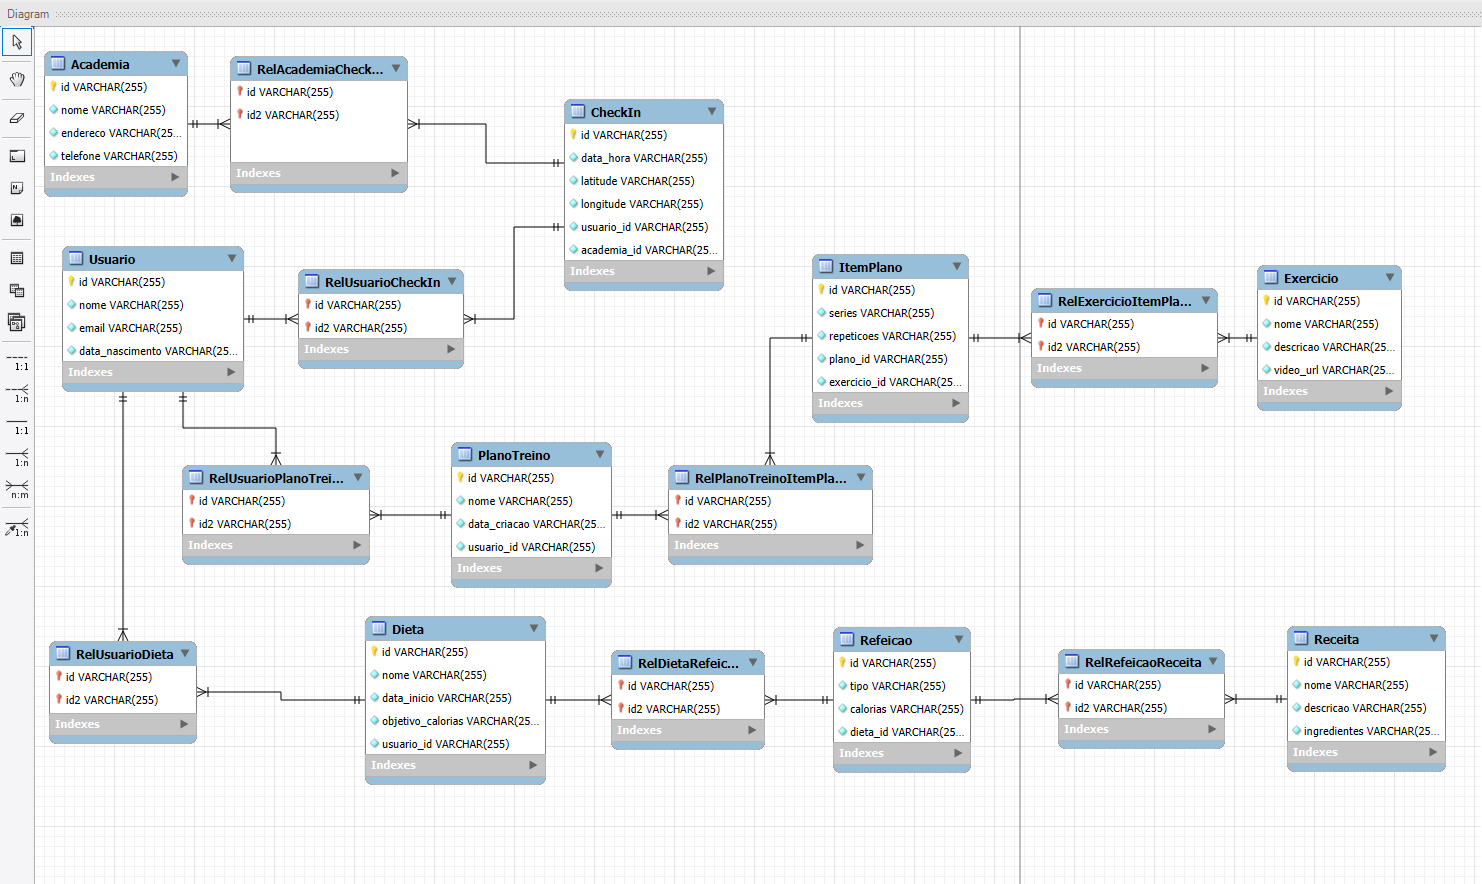 Diagram
Academia
id VARCHAR(255)
nome VARCHAR(255)
endereco VARCHAR(25...
telefone VARCHAR(255)
Indexes
RelAcademiaCheck...
id VARCHAR(255)
id2 VARCHAR(255)
Indexes
CheckIn
id VARCHAR(255)
data_hora VARCHAR(255)
latitude VARCHAR(255)
longitude VARCHAR(255)
usuario_id VARCHAR(255)
academia_id VARCHAR(25...
Indexes
Usuario
id VARCHAR(255)
nome VARCHAR(255)
email VARCHAR(255)
data_nascimento VARCHAR(25...
Indexes
RelUsuarioCheckIn
id VARCHAR(255)
id2 VARCHAR(255)
Indexes
ItemPlano
id VARCHAR(255)
series VARCHAR(255)
repeticoes VARCHAR(255)
plano_id VARCHAR(255)
exercicio_id VARCHAR(25...
Indexes
RelExercicioItemPla...
id VARCHAR(255)
id2 VARCHAR(255)
Indexes
Exercicio
id VARCHAR(255)
nome VARCHAR(255)
descricao VARCHAR(25...
video_url VARCHAR(25...
Indexes
1:1
1:n
1:1
1:n
n:m
1:n
RelUsuarioPlanoTrei...
id VARCHAR(255)
id2 VARCHAR(255)
Indexes
PlanoTreino
id VARCHAR(255)
nome VARCHAR(255)
data_criacao VARCHAR(25...
usuario_id VARCHAR(255)
Indexes
RelPlanoTreinoItemPla...
id VARCHAR(255)
id2 VARCHAR(255)
Indexes
RelUsuarioDieta
id VARCHAR(255)
id2 VARCHAR(255)
Indexes
Dieta
id VARCHAR(255)
nome VARCHAR(255)
data_inicio VARCHAR(255)
objetivo_calorias VARCHAR(25...
usuario_id VARCHAR(255)
Indexes
RelDietaRefeic...
id VARCHAR(255)
id2 VARCHAR(255)
Indexes
Refeicao
id VARCHAR(255)
tipo VARCHAR(255)
calorias VARCHAR(255)
dieta_id VARCHAR(25...
Indexes
RelRefeicaoReceita
id VARCHAR(255)
id2 VARCHAR(255)
Indexes
Receita
id VARCHAR(255)
nome VARCHAR(255)
descricao VARCHAR(255)
ingredientes VARCHAR(25...
Indexes